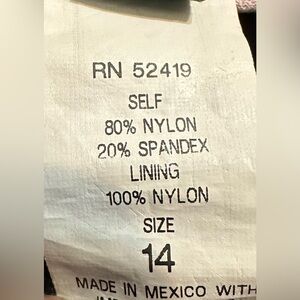 RN 52419
SELF
80% NYLON
20% SPANDEX
LINING
100% NYLON
SIZE
14
MADE IN MEXICO WITH